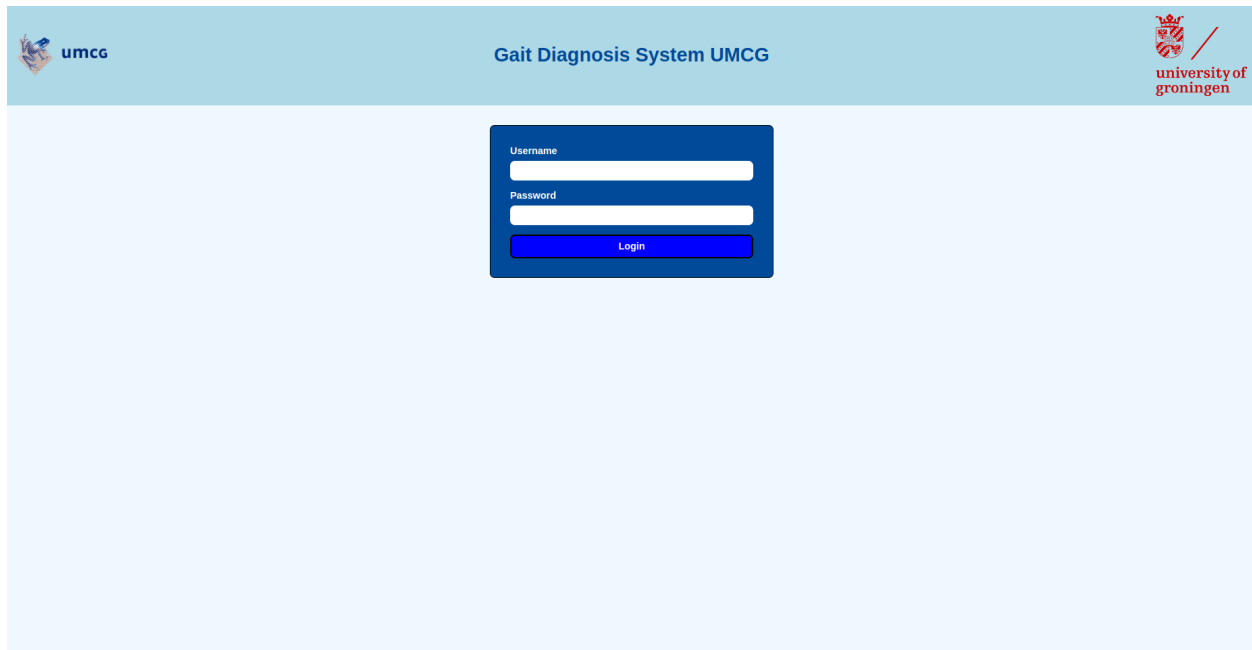 umcg
Gait Diagnosis System UMCG
university of
groningen
Username
Password
Login